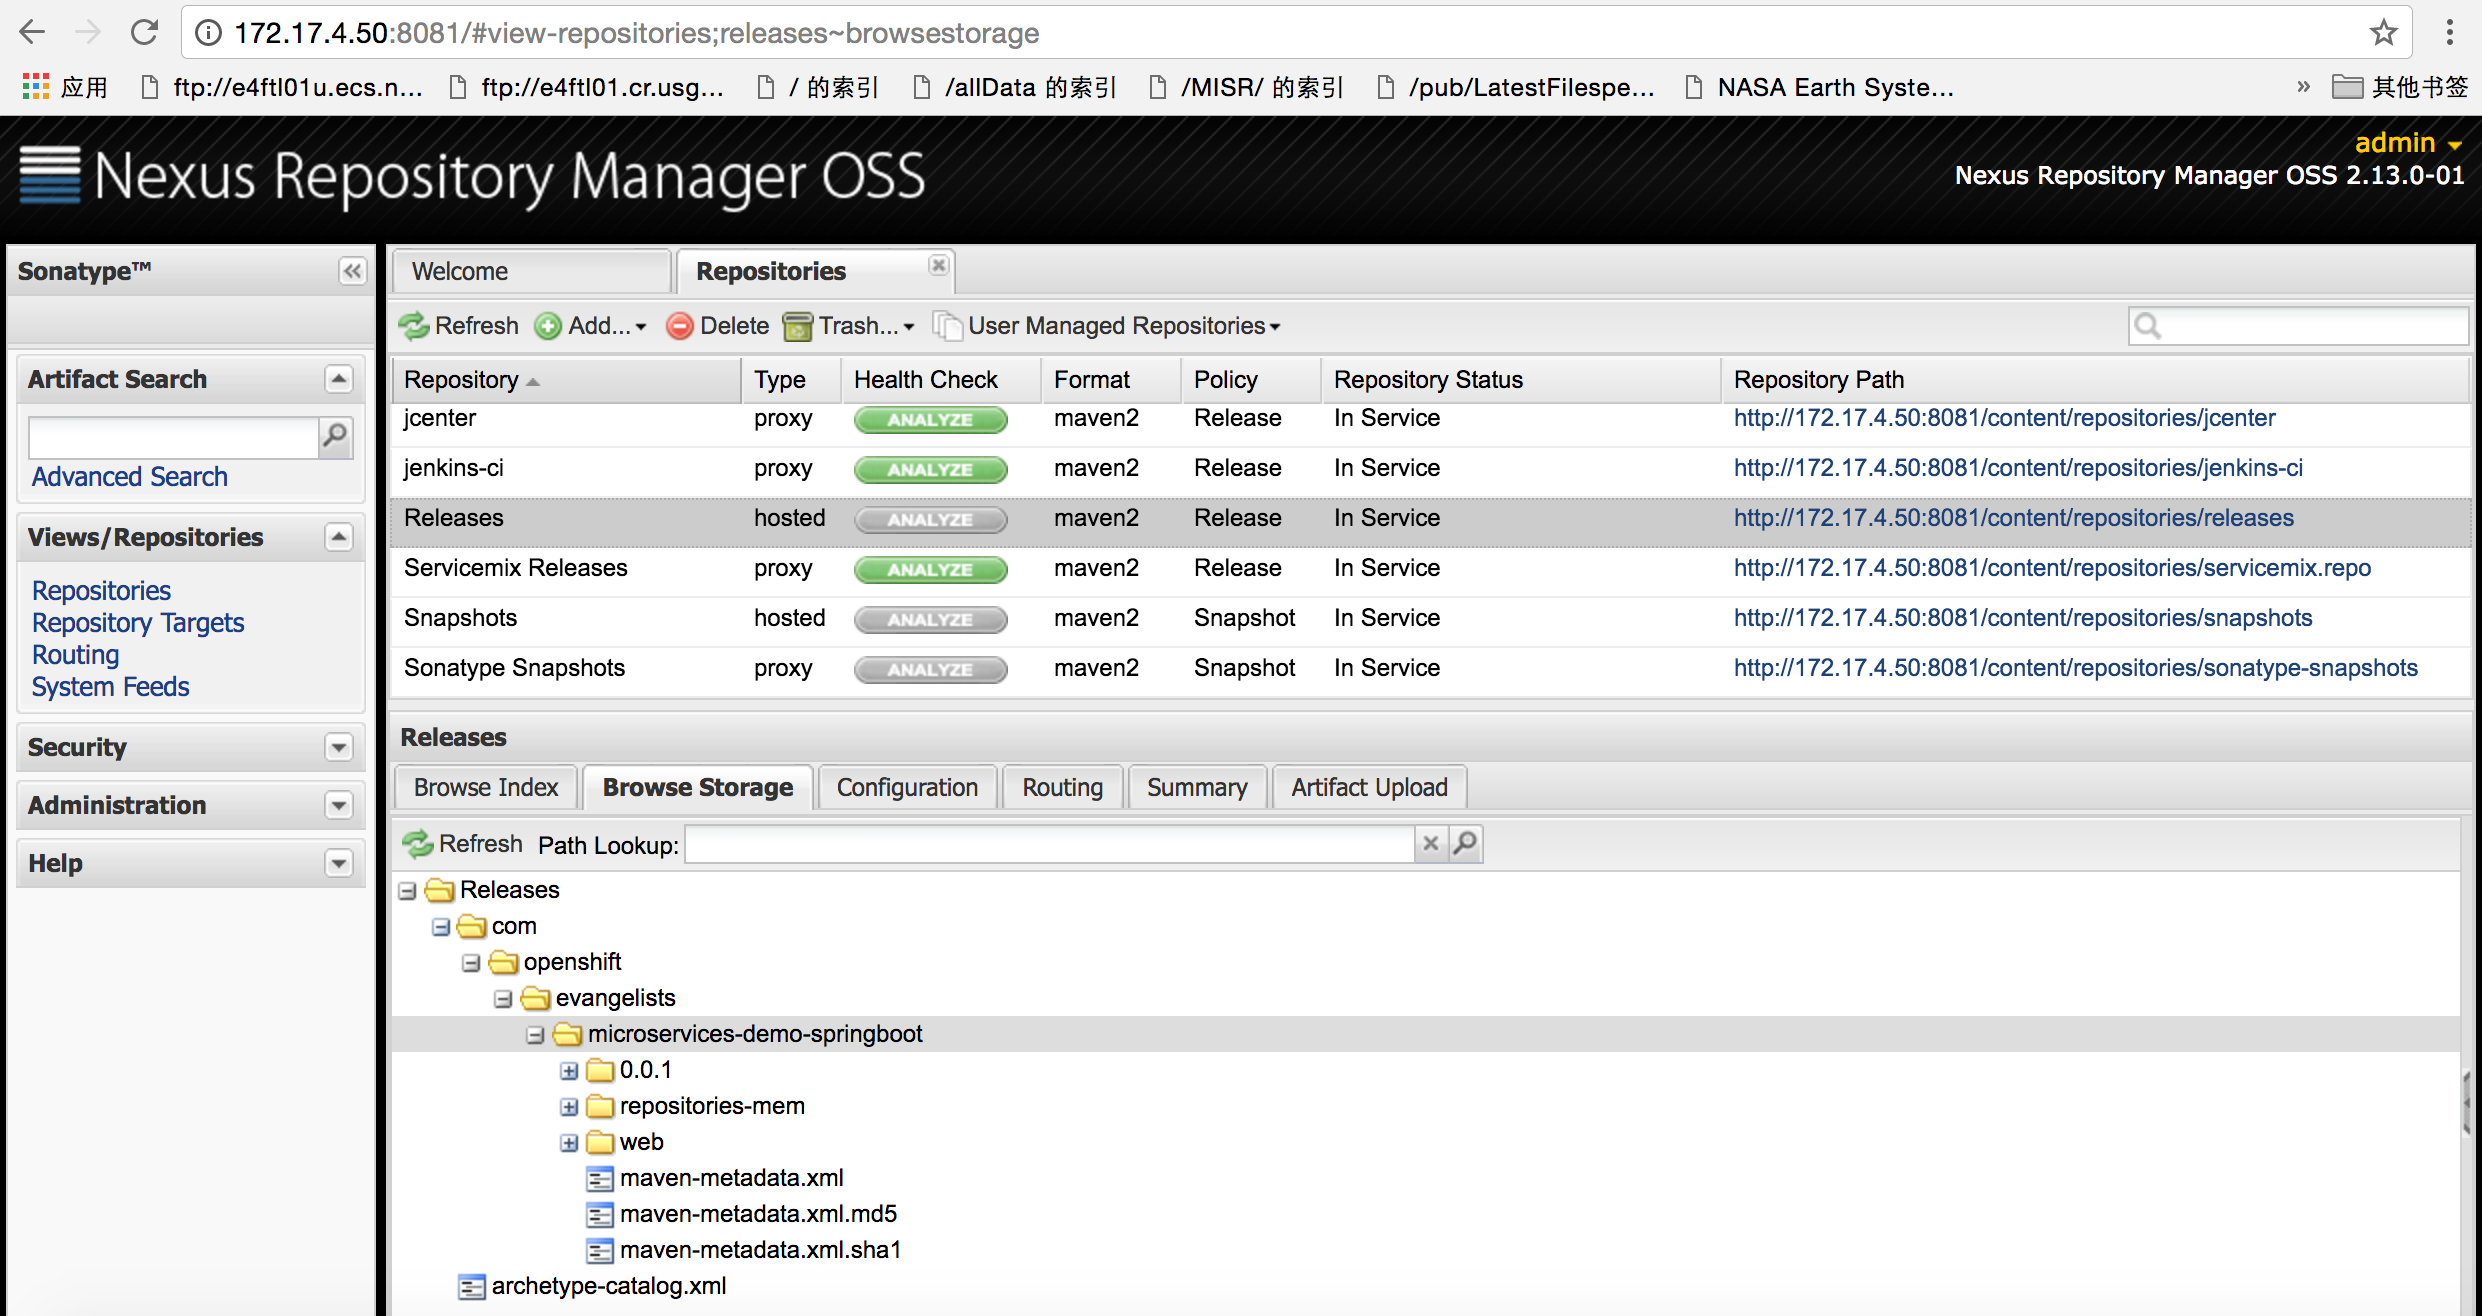 172.17.4.50:8081/#view-repositories;releases~browsestorage
应用 ftp://e4ftl01u.ecs.n... ftp://e4ftl01.cr.usg... / 的索引 /allData 的索引 /MISR/ 的索引 /pub/LatestFilespe... NASA Earth Syste... » 其他书签
admin
Nexus Repository Manager OSS
Nexus Repository Manager OSS 2.13.0-01
Sonatype™
Welcome Repositories
Refresh Add... Delete Trash... User Managed Repositories
Artifact Search
Advanced Search
Views/Repositories
Repositories
Repository Targets
Routing
System Feeds
Security
Administration
Help
Repository Type Health Check Format Policy Repository Status Repository Path
jcenter proxy ANALYZE maven2 Release In Service http://172.17.4.50:8081/content/repositories/jcenter
jenkins-ci proxy ANALYZE maven2 Release In Service http://172.17.4.50:8081/content/repositories/jenkins-ci
Releases hosted ANALYZE maven2 Release In Service http://172.17.4.50:8081/content/repositories/releases
Servicemix Releases proxy ANALYZE maven2 Release In Service http://172.17.4.50:8081/content/repositories/servicemix.repo
Snapshots hosted ANALYZE maven2 Snapshot In Service http://172.17.4.50:8081/content/repositories/snapshots
Sonatype Snapshots proxy ANALYZE maven2 Snapshot In Service http://172.17.4.50:8081/content/repositories/sonatype-snapshots
Releases
Browse Index Browse Storage Configuration Routing Summary Artifact Upload
Refresh Path Lookup:
Releases
com
openshift
evangelists
microservices-demo-springboot
0.0.1
repositories-mem
web
maven-metadata.xml
maven-metadata.xml.md5
maven-metadata.xml.sha1
archetype-catalog.xml